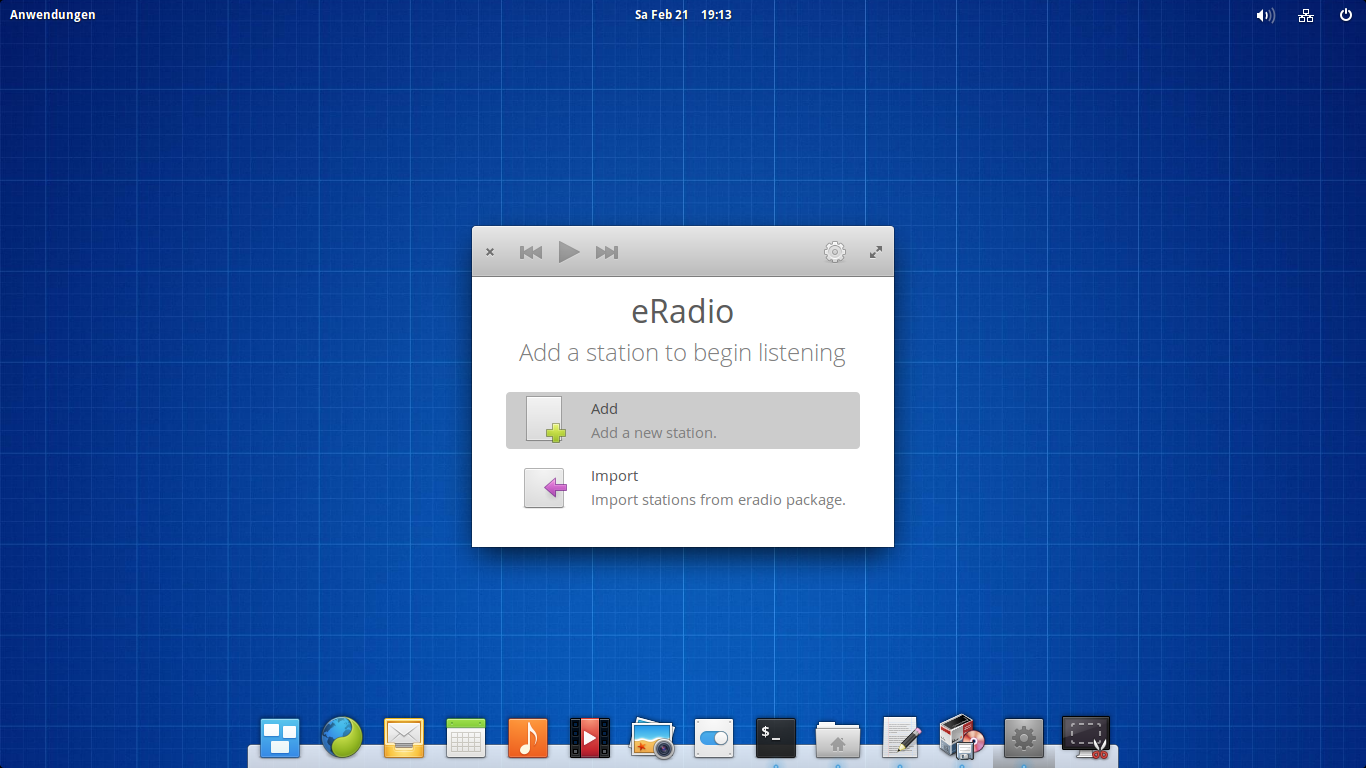 Anwendungen
Sa Feb 21 19:13
eRadio
Add a station to begin listening
Add
Add a new station.
Import
Import stations from eradio package.
$_